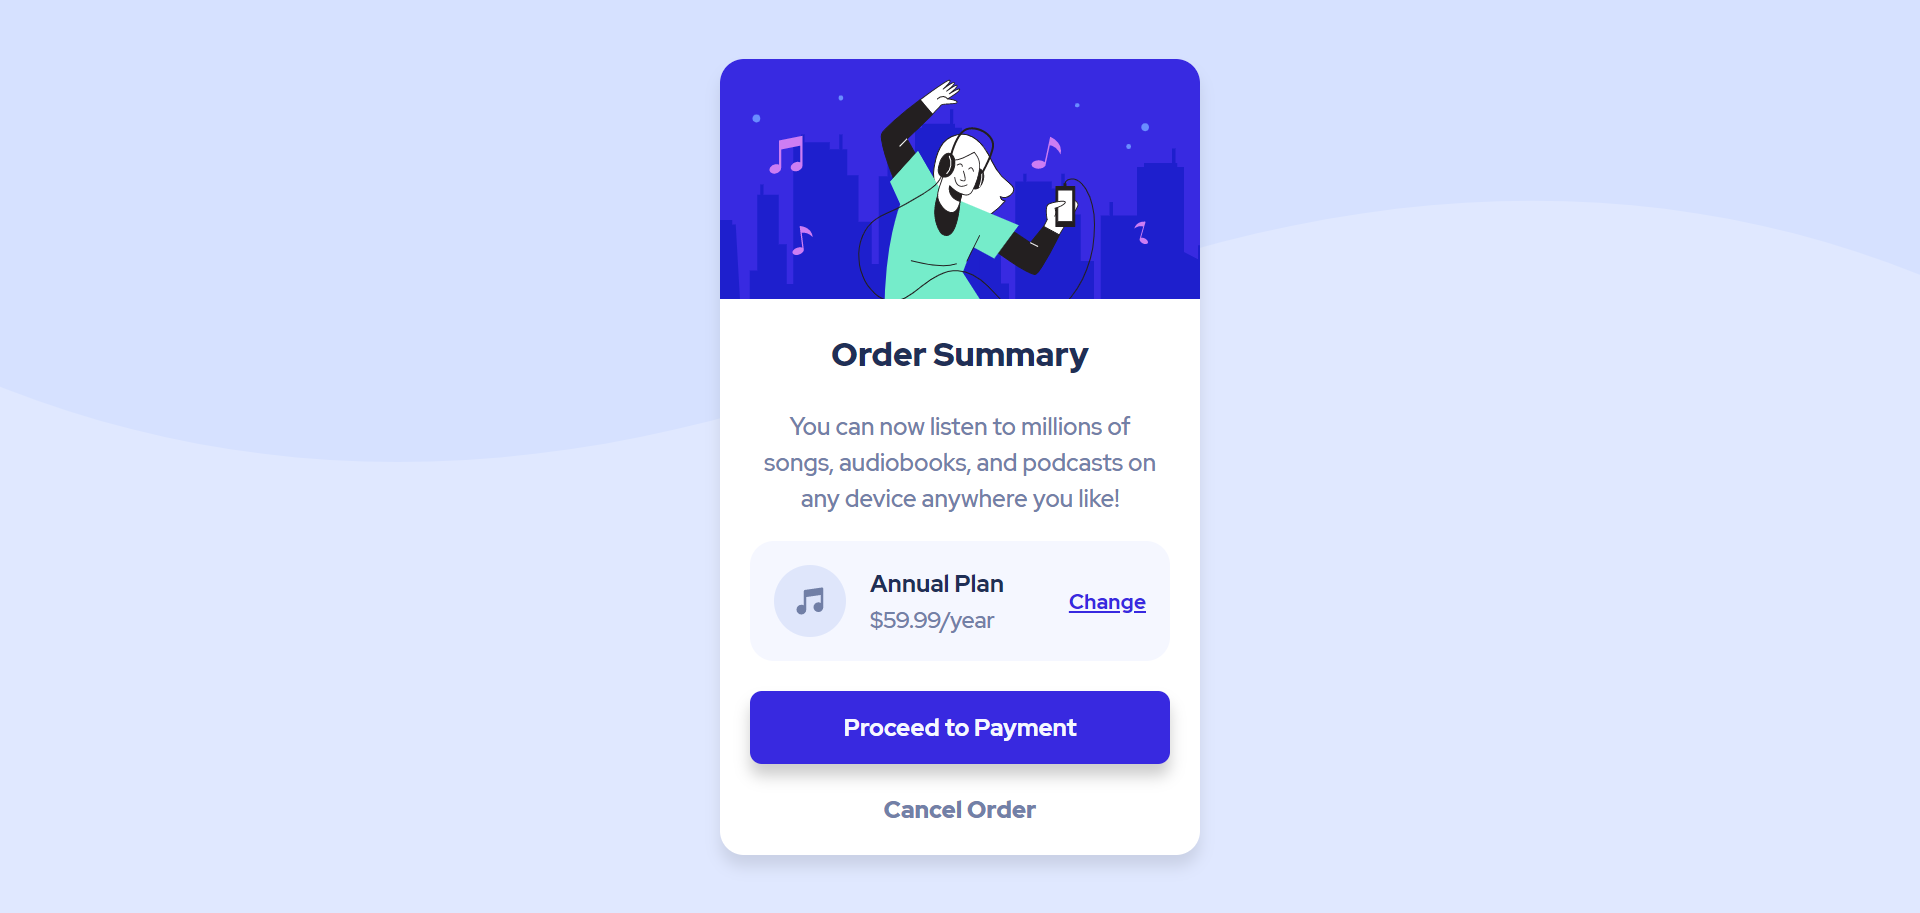 Order Summary
You can now listen to millions of
songs, audiobooks, and podcasts on
any device anywhere you like!
Annual Plan
$59.99/year
Change
Proceed to Payment
Cancel Order